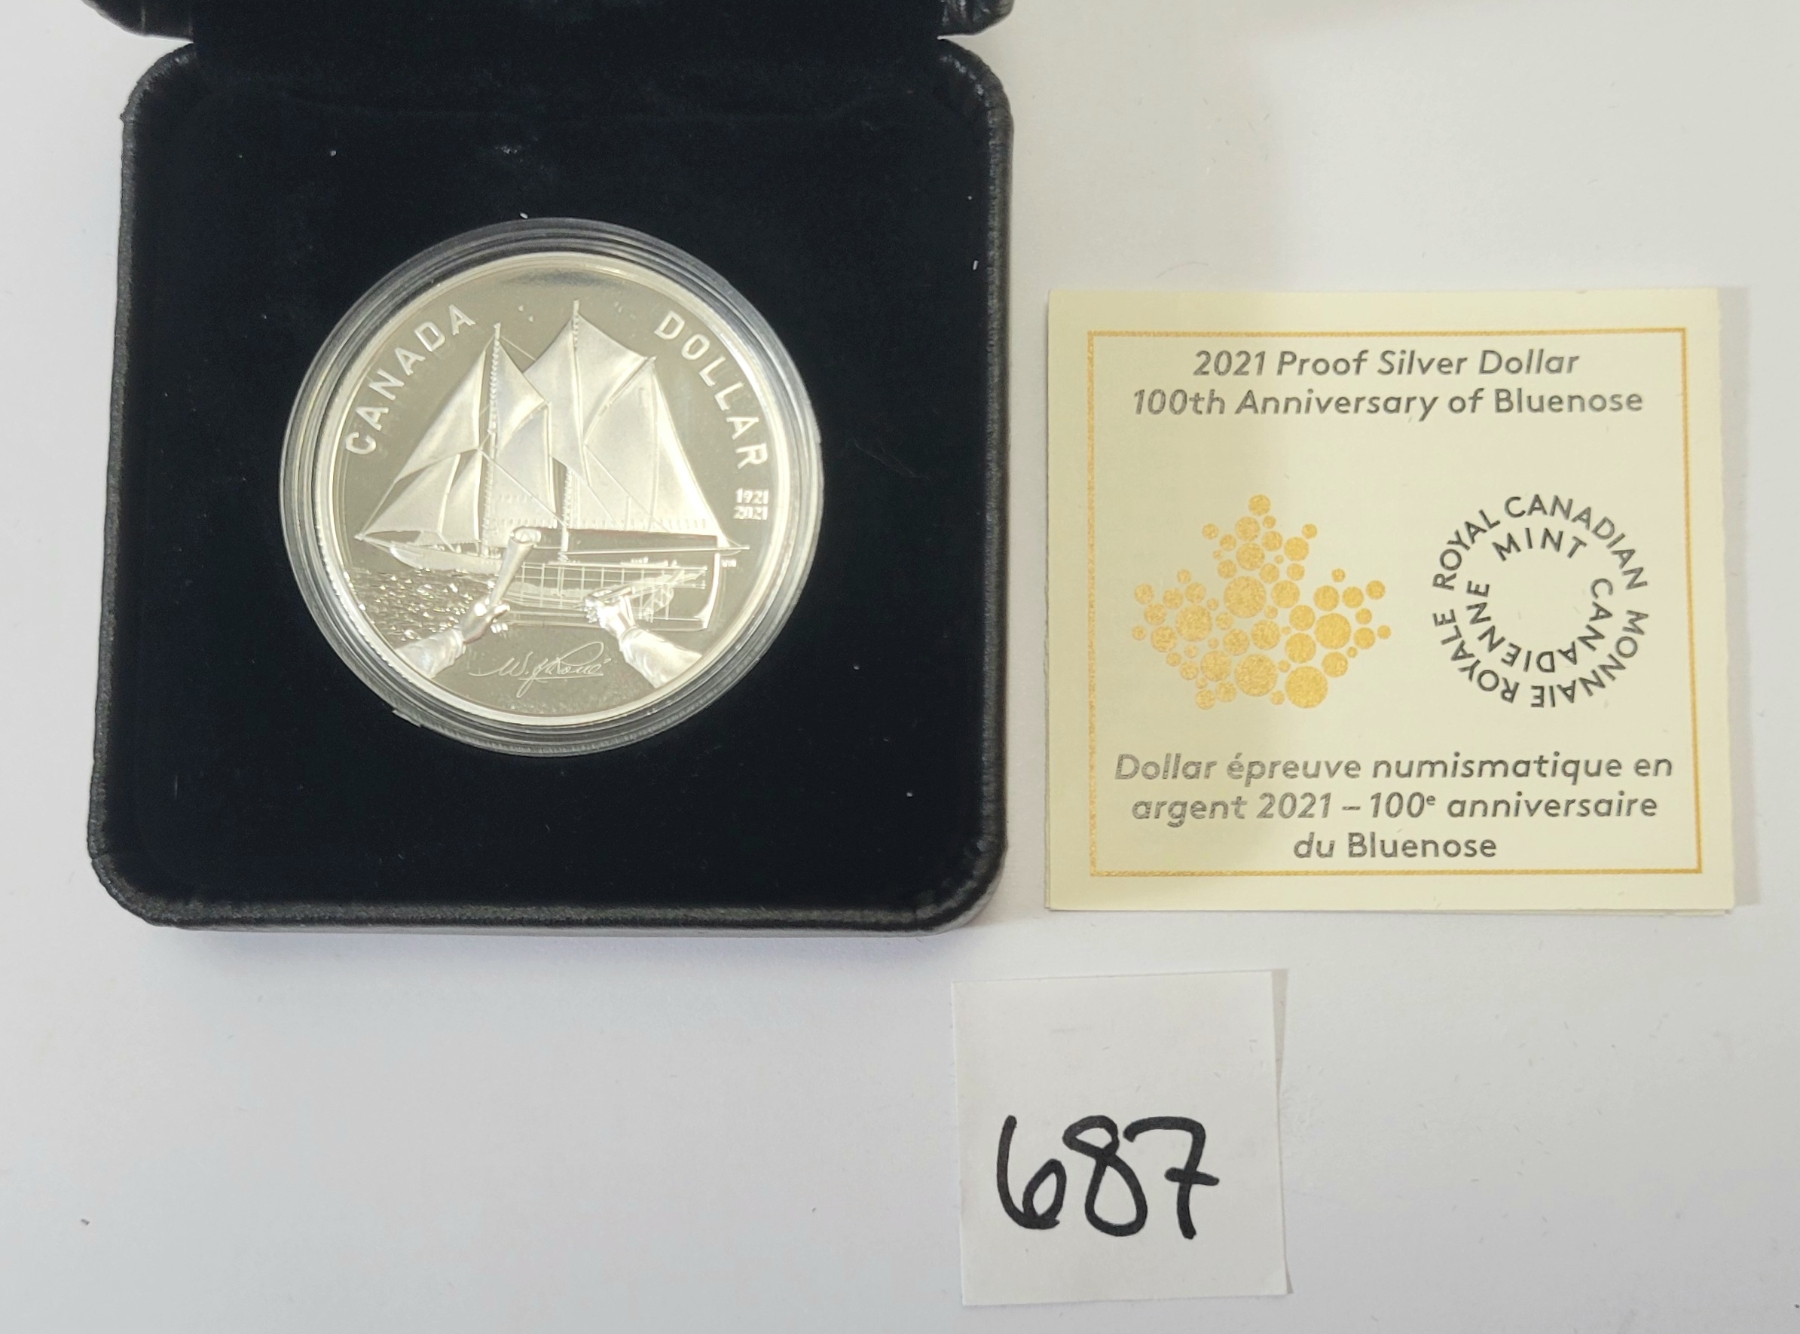 CANADA
DOLLAR
1921
2021
2021 Proof Silver Dollar
100th Anniversary of Bluenose
ROYAL CANADIAN MINT
MONNAIE ROYALE CANADIENNE
Dollar épreuve numismatique en
argent 2021 – 100e anniversaire
du Bluenose
687